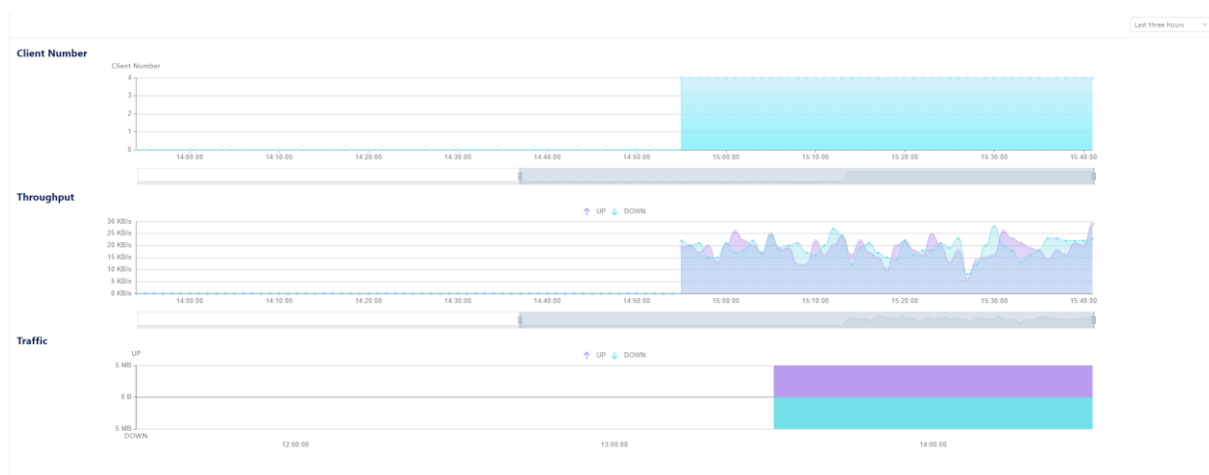 Last three hours
Client Number
Client Number
4
3
2
1
0
14:00:00 14:10:00 14:20:00 14:30:00 14:40:00 14:50:00 15:00:00 15:10:00 15:20:00 15:30:00 15:40:00
Throughput
UP DOWN
30 KB/s
25 KB/s
20 KB/s
15 KB/s
10 KB/s
5 KB/s
0 KB/s
14:00:00 14:10:00 14:20:00 14:30:00 14:40:00 14:50:00 15:00:00 15:10:00 15:20:00 15:30:00 15:40:00
Traffic
UP
UP DOWN
5 MB
0 B
5 MB
DOWN
12:00:00 13:00:00 14:00:00